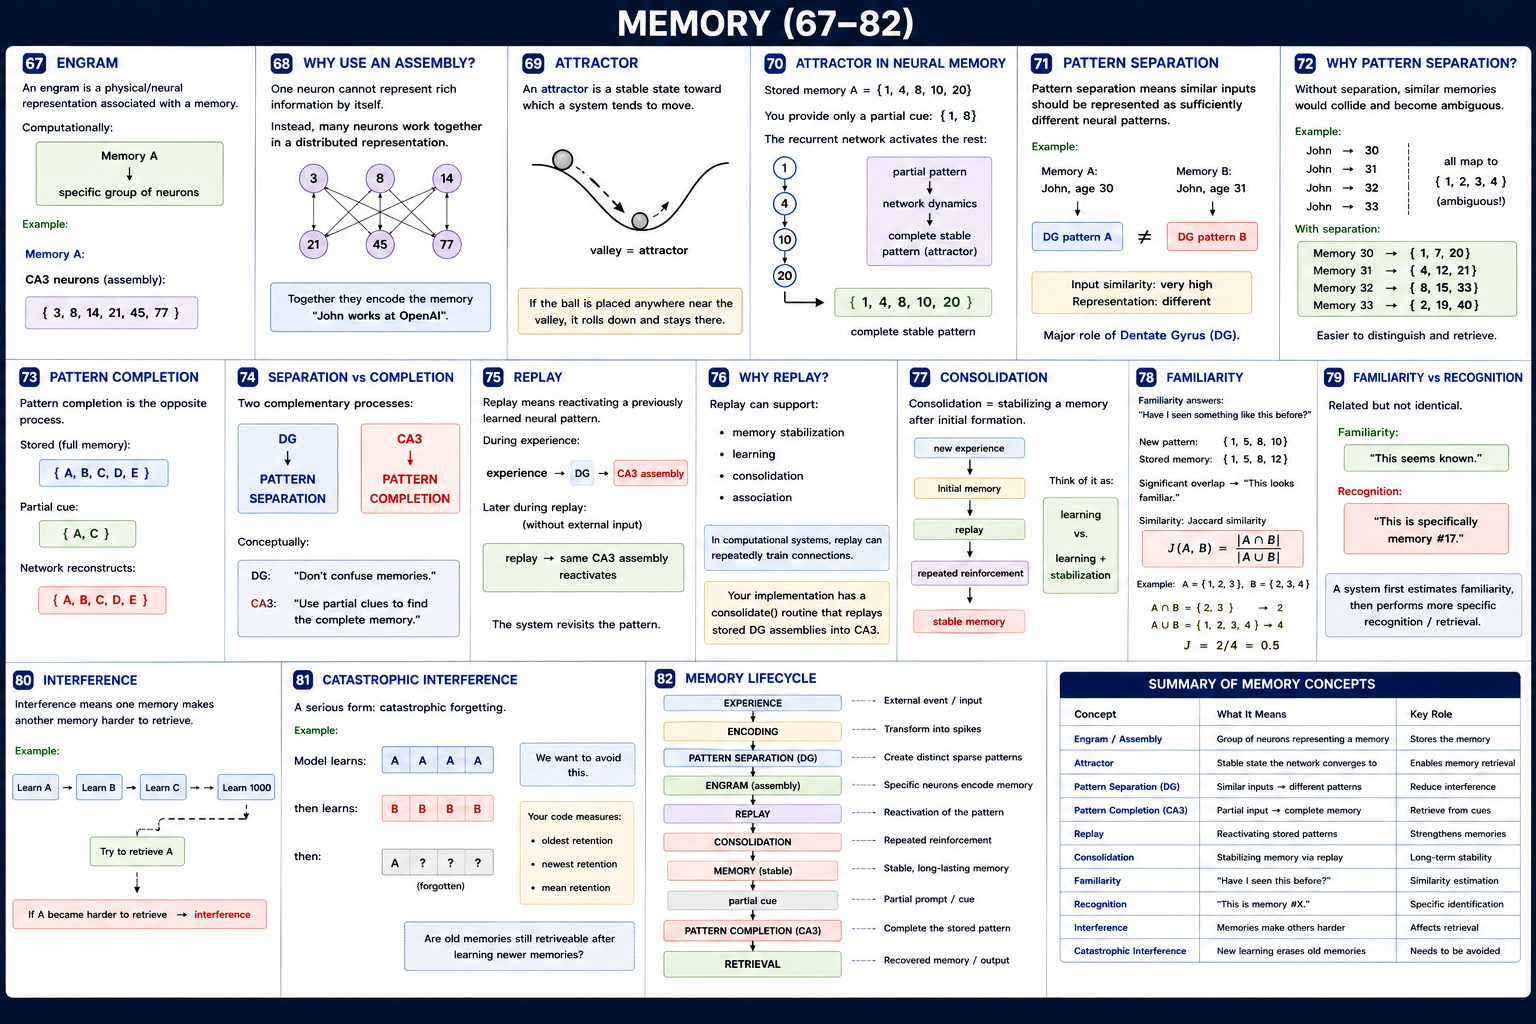 MEMORY (67–82)
67 ENGRAM
An engram is a physical/neural
representation associated with a memory.
Computationally:
Memory A
↓
specific group of neurons
Example:
Memory A:
CA3 neurons (assembly):
{ 3, 8, 14, 21, 45, 77 }
68 WHY USE AN ASSEMBLY?
One neuron cannot represent rich
information by itself.
Instead, many neurons work together
in a distributed representation.
3 8 14
21 45 77
Together they encode the memory
"John works at OpenAI".
69 ATTRACTOR
An attractor is a stable state toward
which a system tends to move.
valley = attractor
If the ball is placed anywhere near the
valley, it rolls down and stays there.
70 ATTRACTOR IN NEURAL MEMORY
Stored memory A = { 1, 4, 8, 10, 20}
You provide only a partial cue: { 1, 8}
The recurrent network activates the rest:
1
4
10
20
partial pattern
↓
network dynamics
↓
complete stable
pattern (attractor)
{ 1, 4, 8, 10, 20 }
complete stable pattern
71 PATTERN SEPARATION
Pattern separation means similar inputs
should be represented as sufficiently
different neural patterns.
Example:
Memory A: Memory B:
John, age 30 John, age 31
DG pattern A ≠ DG pattern B
Input similarity: very high
Representation: different
Major role of Dentate Gyrus (DG).
72 WHY PATTERN SEPARATION?
Without separation, similar memories
would collide and become ambiguous.
Example:
John → 30
John → 31
John → 32
John → 33
all map to
{ 1, 2, 3, 4 }
(ambiguous!)
With separation:
Memory 30 → { 1, 7, 20}
Memory 31 → { 4, 12, 21}
Memory 32 → { 8, 15, 33}
Memory 33 → { 2, 19, 40}
Easier to distinguish and retrieve.
73 PATTERN COMPLETION
Pattern completion is the opposite
process.
Stored (full memory):
{ A, B, C, D, E }
Partial cue:
{ A, C }
Network reconstructs:
{ A, B, C, D, E }
74 SEPARATION vs COMPLETION
Two complementary processes:
DG
↓
PATTERN
SEPARATION
CA3
↓
PATTERN
COMPLETION
Conceptually:
DG: "Don't confuse memories."
CA3: "Use partial clues to find
the complete memory."
75 REPLAY
Replay means reactivating a previously
learned neural pattern.
During experience:
experience → DG → CA3 assembly
Later during replay:
(without external input)
replay → same CA3 assembly
reactivates
The system revisits the pattern.
76 WHY REPLAY?
Replay can support:
• memory stabilization
• learning
• consolidation
• association
In computational systems, replay can
repeatedly train connections.
Your implementation has a
consolidate() routine that replays
stored DG assemblies into CA3.
77 CONSOLIDATION
Consolidation = stabilizing a memory
after initial formation.
new experience
Initial memory
replay
repeated reinforcement
stable memory
Think of it as:
learning
vs.
learning +
stabilization
78 FAMILIARITY
Familiarity answers:
"Have I seen something like this before?"
New pattern: { 1, 5, 8, 10}
Stored memory: { 1, 5, 8, 12}
Significant overlap → "This looks
familiar."
Similarity: Jaccard similarity
J(A, B) = |A ∩ B| / |A ∪ B|
Example: A = { 1, 2, 3}, B = { 2, 3, 4}
A ∩ B = { 2, 3 } → 2
A ∪ B = { 1, 2, 3, 4 } → 4
J = 2/4 = 0.5
79 FAMILIARITY vs RECOGNITION
Related but not identical.
Familiarity:
"This seems known."
Recognition:
"This is specifically
memory #17."
A system first estimates familiarity,
then performs more specific
recognition / retrieval.
80 INTERFERENCE
Interference means one memory makes
another memory harder to retrieve.
Example:
Learn A → Learn B → Learn C → → Learn 1000
Try to retrieve A
If A became harder to retrieve → interference
81 CATASTROPHIC INTERFERENCE
A serious form: catastrophic forgetting.
Example:
Model learns: A A A A
then learns: B B B B
then: A ? ? ?
(forgotten)
We want to avoid
this.
Your code measures:
• oldest retention
• newest retention
• mean retention
Are old memories still retriveable after
learning newer memories?
82 MEMORY LIFECYCLE
EXPERIENCE External event / input
ENCODING Transform into spikes
PATTERN SEPARATION (DG) Create distinct sparse patterns
ENGRAM (assembly) Specific neurons encode memory
REPLAY Reactivation of the pattern
CONSOLIDATION Repeated reinforcement
MEMORY (stable) Stable, long-lasting memory
partial cue Partial prompt / cue
PATTERN COMPLETION (CA3) Complete the stored pattern
RETRIEVAL Recovered memory / output
SUMMARY OF MEMORY CONCEPTS
Concept What It Means Key Role
Engram / Assembly Group of neurons representing a memory Stores the memory
Attractor Stable state the network converges to Enables memory retrieval
Pattern Separation (DG) Similar inputs → different patterns Reduce interference
Pattern Completion (CA3) Partial input → complete memory Retrieve from cues
Replay Reactivating stored patterns Strengthens memories
Consolidation Stabilizing memory via replay Long-term stability
Familiarity "Have I seen this before?" Similarity estimation
Recognition "This is memory #X." Specific identification
Interference Memories make others harder Affects retrieval
Catastrophic Interference New learning erases old memories Needs to be avoided